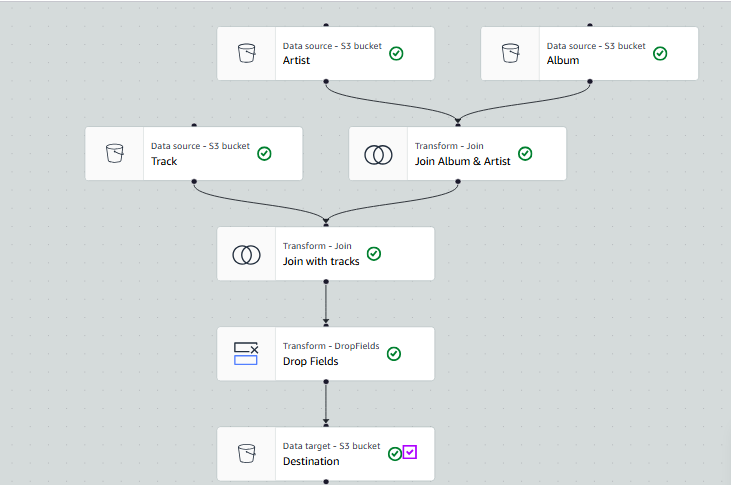 Data source - S3 bucket
Artist
Data source - S3 bucket
Album
Data source - S3 bucket
Track
Transform - Join
Join Album & Artist
Transform - Join
Join with tracks
Transform - DropFields
Drop Fields
Data target - S3 bucket
Destination